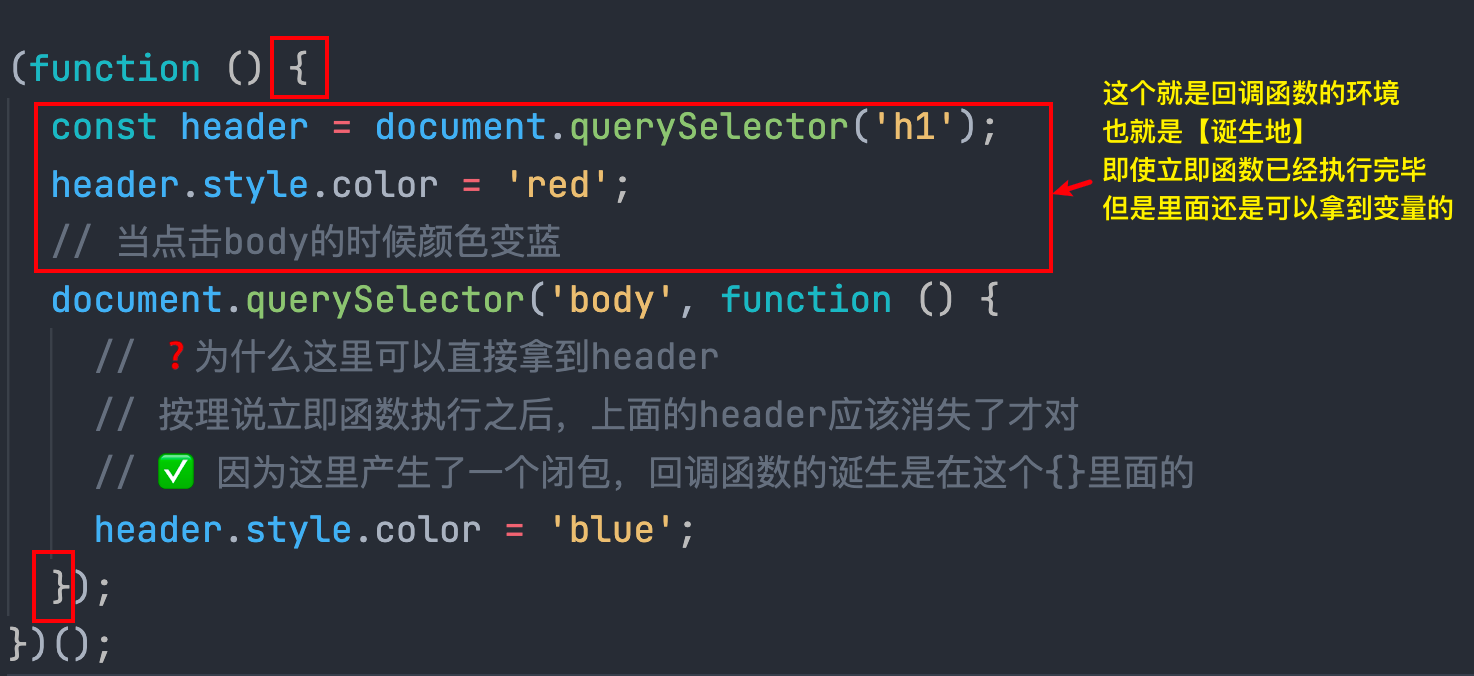 (function () {
const header = document.querySelector('h1');
header.style.color = 'red';
// 当点击body的时候颜色变蓝
document.querySelector('body', function () {
// ❓为什么这里可以直接拿到header
// 按理说立即函数执行之后，上面的header应该消失了才对
// ✅ 因为这里产生了一个闭包，回调函数的诞生是在这个{}里面的
header.style.color = 'blue';
});
})();
这个就是回调函数的环境
也就是【诞生地】
即使立即函数已经执行完毕
但是里面还是可以拿到变量的